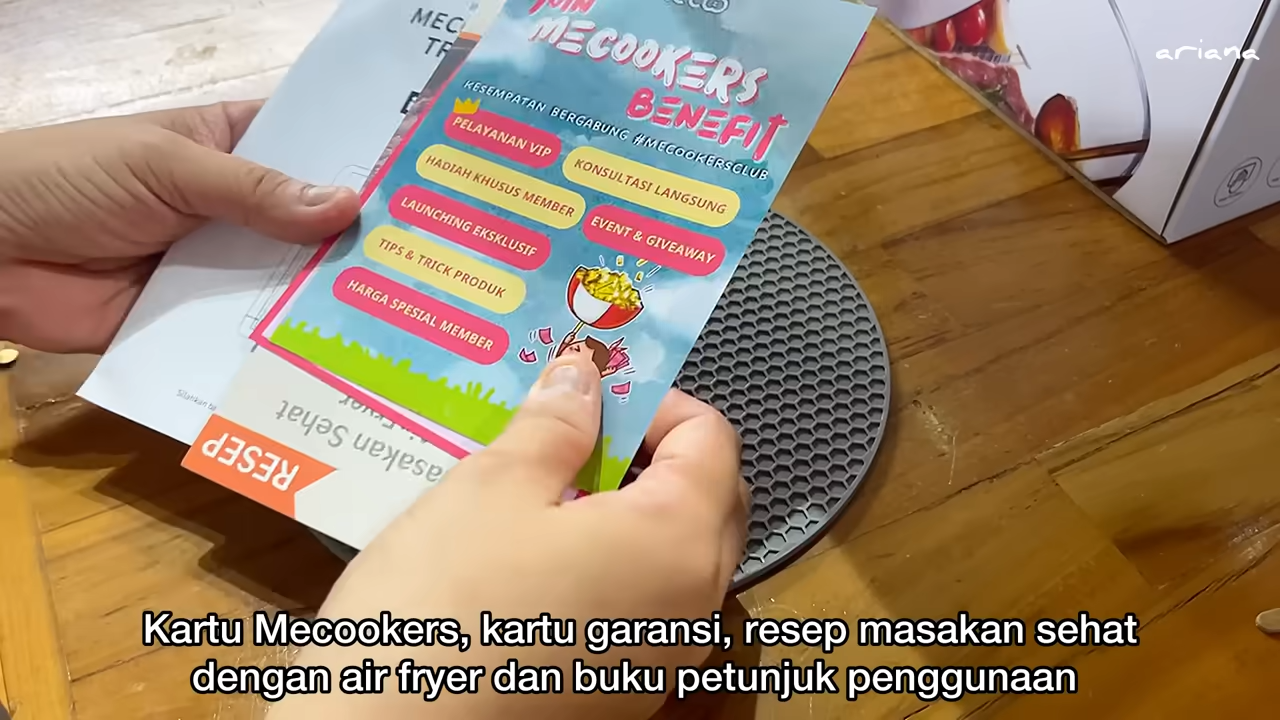 ariana
JOIN
MECOOKERS
BENEFIT
KESEMPATAN BERGABUNG #MECOOKERSCLUB
PELAYANAN VIP
KONSULTASI LANGSUNG
HADIAH KHUSUS MEMBER
EVENT & GIVEAWAY
LAUNCHING EKSKLUSIF
TIPS & TRICK PRODUK
HARGA SPESIAL MEMBER
RESEP
Sehat
Kartu Mecookers, kartu garansi, resep masakan sehat
dengan air fryer dan buku petunjuk penggunaan